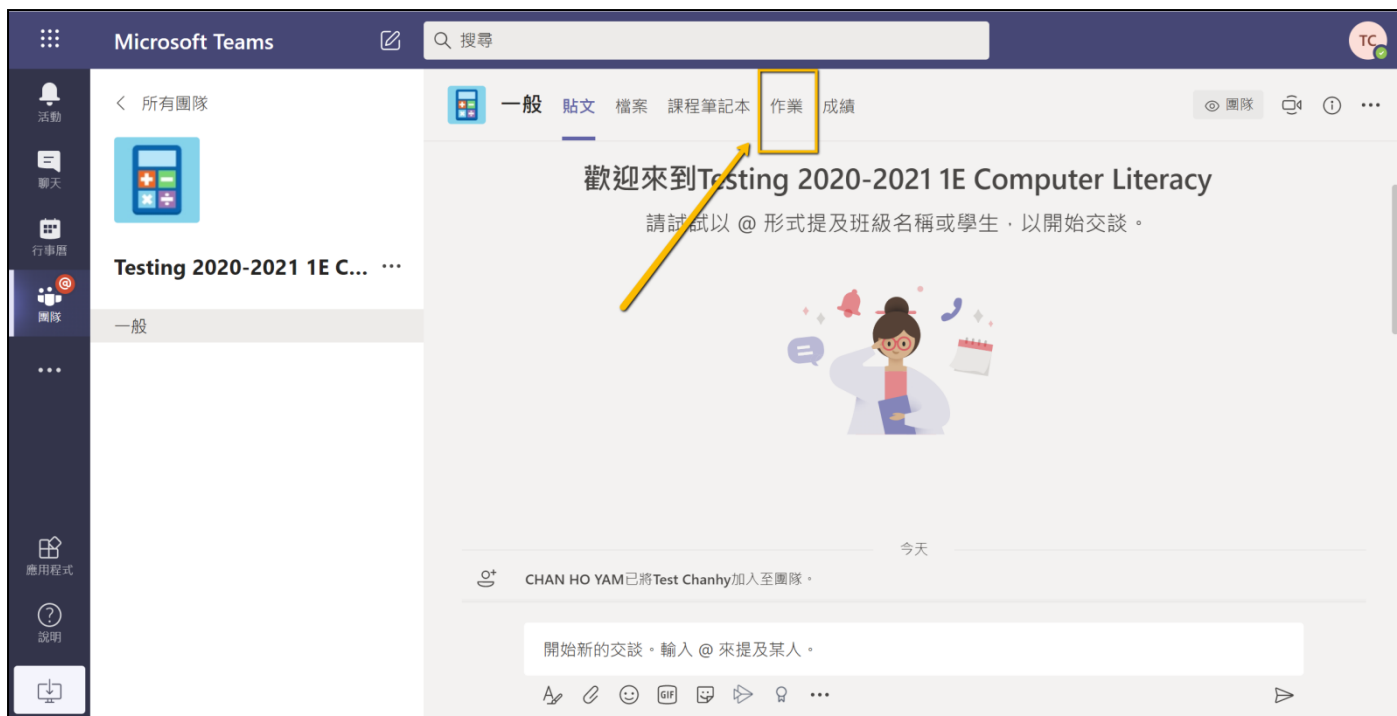 Microsoft Teams
搜尋
TC
活動
聊天
行事曆
團隊
應用程式
說明
所有團隊
Testing 2020-2021 1E C...
一般
一般 貼文 檔案 課程筆記本 作業 成績
團隊
歡迎來到Testing 2020-2021 1E Computer Literacy
請試試以 @ 形式提及班級名稱或學生，以開始交談。
今天
CHAN HO YAM已將Test Chanhy加入至團隊。
開始新的交談。輸入 @ 來提及某人。
GIF